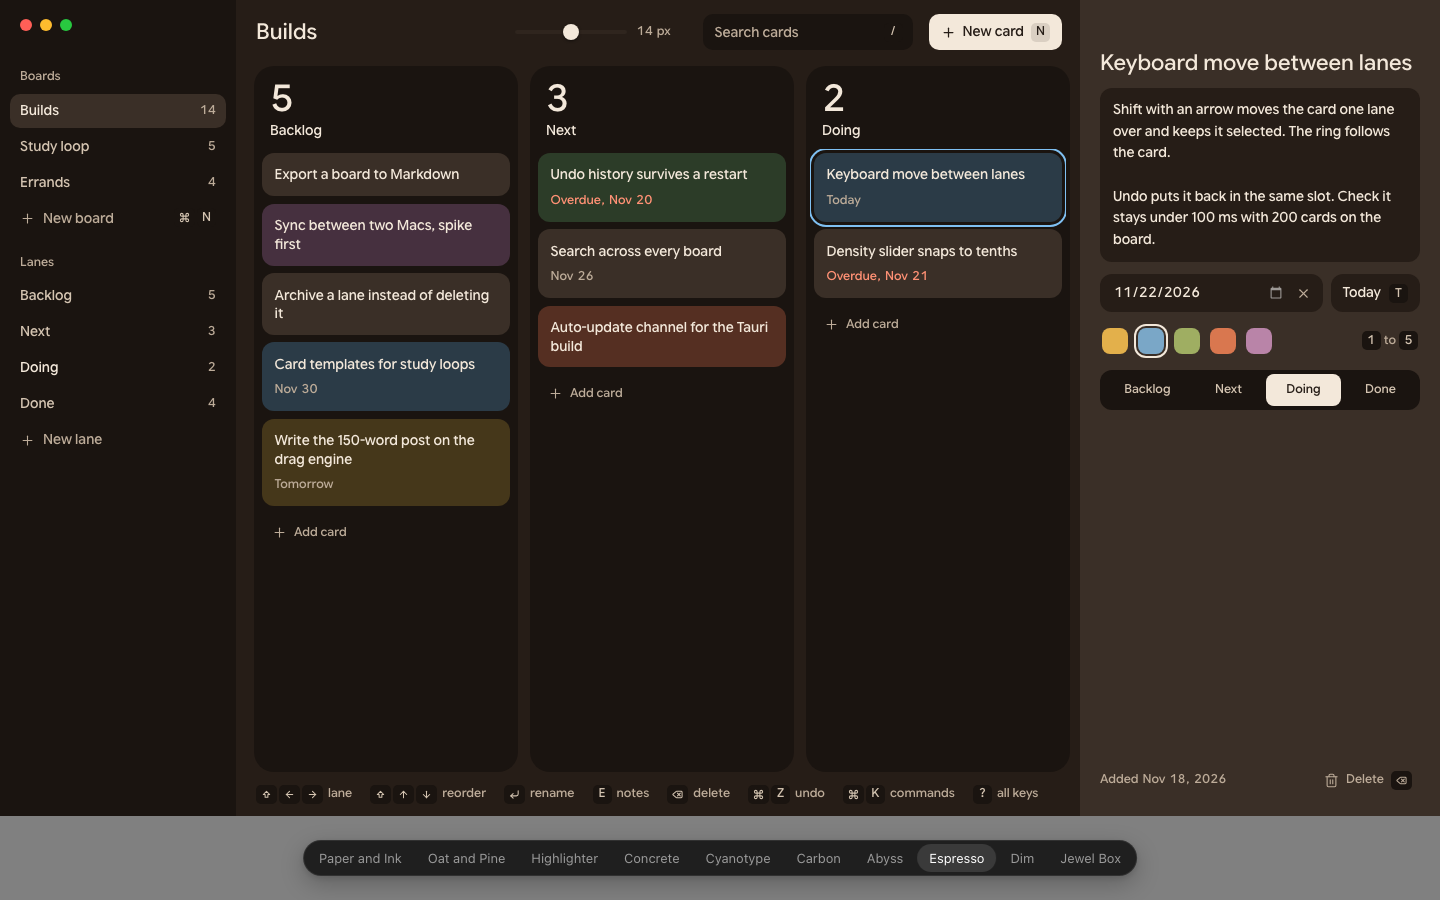 Boards
Builds 14
Study loop 5
Errands 4
New board ⌘ N
Lanes
Backlog 5
Next 3
Doing 2
Done 4
New lane
Builds
14 px
Search cards /
New card N
5
Backlog
Export a board to Markdown
Sync between two Macs, spike
first
Archive a lane instead of deleting
it
Card templates for study loops
Nov 30
Write the 150-word post on the
drag engine
Tomorrow
Add card
3
Next
Undo history survives a restart
Overdue, Nov 20
Search across every board
Nov 26
Auto-update channel for the Tauri
build
Add card
2
Doing
Keyboard move between lanes
Today
Density slider snaps to tenths
Overdue, Nov 21
Add card
lane reorder rename E notes delete ⌘ Z undo ⌘ K commands ? all keys
Keyboard move between lanes
Shift with an arrow moves the card one lane
over and keeps it selected. The ring follows
the card.
Undo puts it back in the same slot. Check it
stays under 100 ms with 200 cards on the
board.
11/22/2026
Today T
1 to 5
Backlog Next Doing Done
Added Nov 18, 2026
Delete
Paper and Ink Oat and Pine Highlighter Concrete Cyanotype Carbon Abyss Espresso Dim Jewel Box